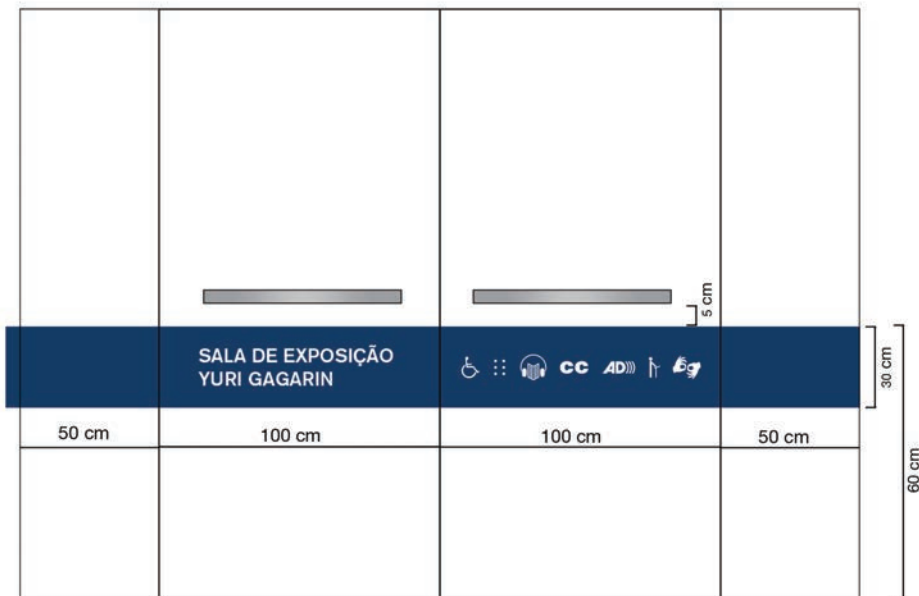 5 cm
SALA DE EXPOSIÇÃO
YURI GAGARIN
CC AD)))
30 cm
50 cm 100 cm 100 cm 50 cm
60 cm